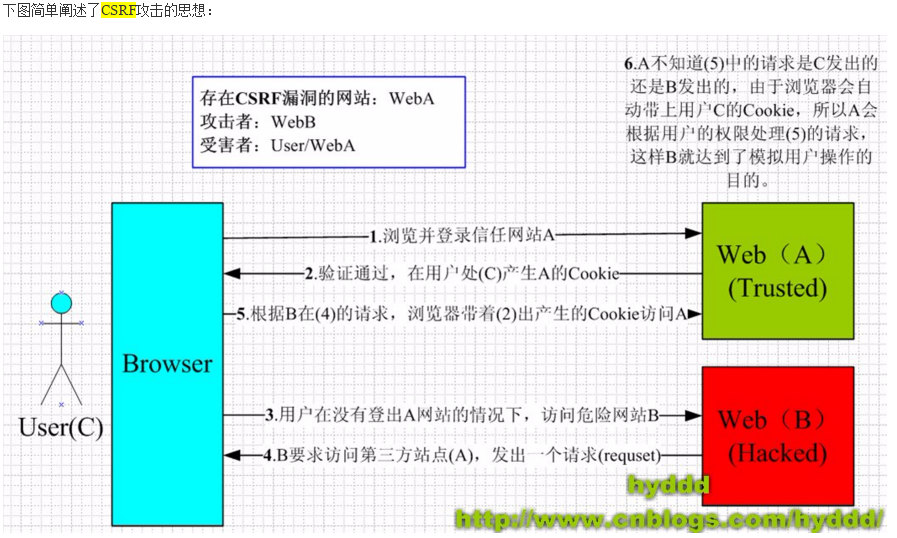 下图简单阐述了CSRF攻击的思想：
存在CSRF漏洞的网站：WebA
攻击者：WebB
受害者：User/WebA
6.A不知道(5)中的请求是C发出的
还是B发出的，由于浏览器会自
动带上用户C的Cookie，所以A会
根据用户的权限处理(5)的请求，
这样B就达到了模拟用户操作的
目的。
1.浏览并登录信任网站A
2.验证通过，在用户处(C)产生A的Cookie
5.根据B在(4)的请求，浏览器带着(2)出产生的Cookie访问A
Web（A）
(Trusted)
Browser
User(C)
3.用户在没有登出A网站的情况下，访问危险网站B
4.B要求访问第三方站点(A)，发出一个请求(requset)
Web（B）
(Hacked)
hyddd
http://www.cnblogs.com/hyddd/